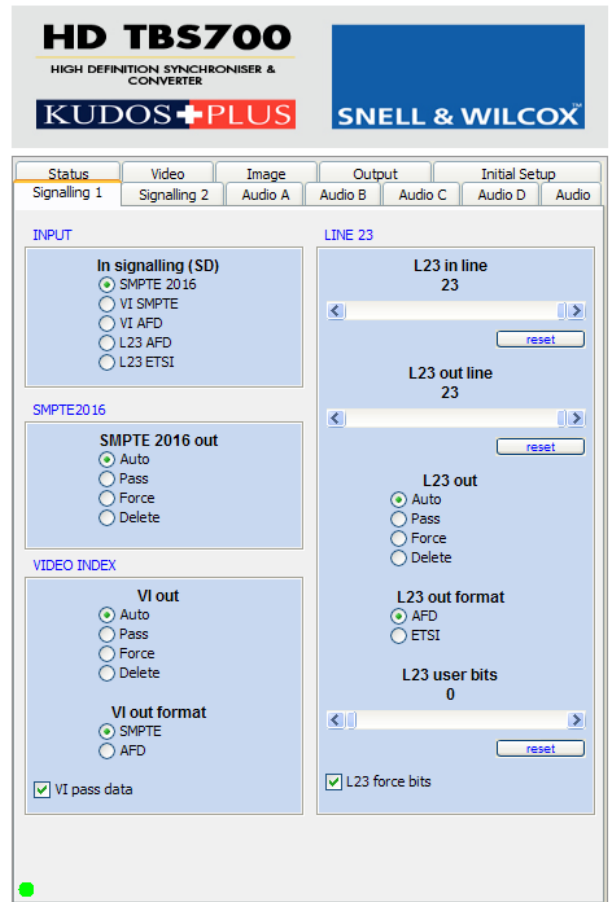 HD TBS700
HIGH DEFINITION SYNCHRONISER &
CONVERTER
KUDOS PLUS
SNELL & WILCOX™
Status
Video
Image
Output
Initial Setup
Signalling 1
Signalling 2
Audio A
Audio B
Audio C
Audio D
Audio
INPUT
In signalling (SD)
SMPTE 2016
VI SMPTE
VI AFD
L23 AFD
L23 ETSI
SMPTE2016
SMPTE 2016 out
Auto
Pass
Force
Delete
VIDEO INDEX
VI out
Auto
Pass
Force
Delete
VI out format
SMPTE
AFD
VI pass data
LINE 23
L23 in line
23
reset
L23 out line
23
reset
L23 out
Auto
Pass
Force
Delete
L23 out format
AFD
ETSI
L23 user bits
0
reset
L23 force bits